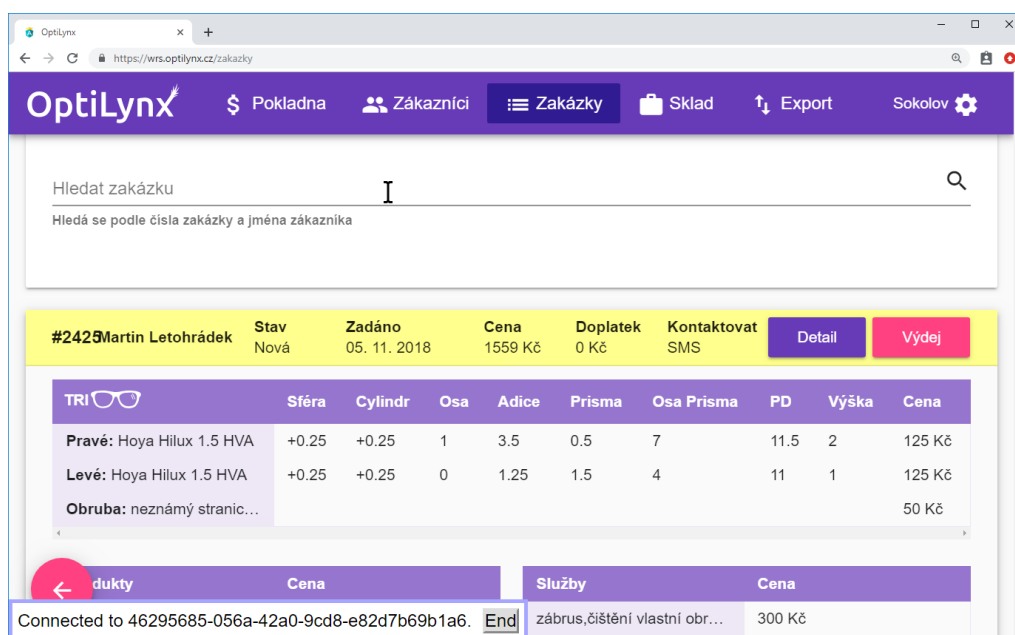 OptiLynx
https://wrs.optilynx.cz/zakazky
OptiLynx Pokladna Zákazníci Zakázky Sklad Export Sokolov
Hledat zakázku
Hledá se podle čísla zakázky a jména zákazníka
#2425 Martin Letohrádek Stav Nová Zadáno 05. 11. 2018 Cena 1559 Kč Doplatek 0 Kč Kontaktovat SMS Detail Výdej
TRI Sféra Cylindr Osa Adice Prisma Osa Prisma PD Výška Cena
Pravé: Hoya Hilux 1.5 HVA +0.25 +0.25 1 3.5 0.5 7 11.5 2 125 Kč
Levé: Hoya Hilux 1.5 HVA +0.25 +0.25 0 1.25 1.5 4 11 1 125 Kč
Obruba: neznámý stranic... 50 Kč
dukty Cena Služby Cena
Connected to 46295685-056a-42a0-9cd8-e82d7b69b1a6. End zábrus,čištění vlastní obr... 300 Kč